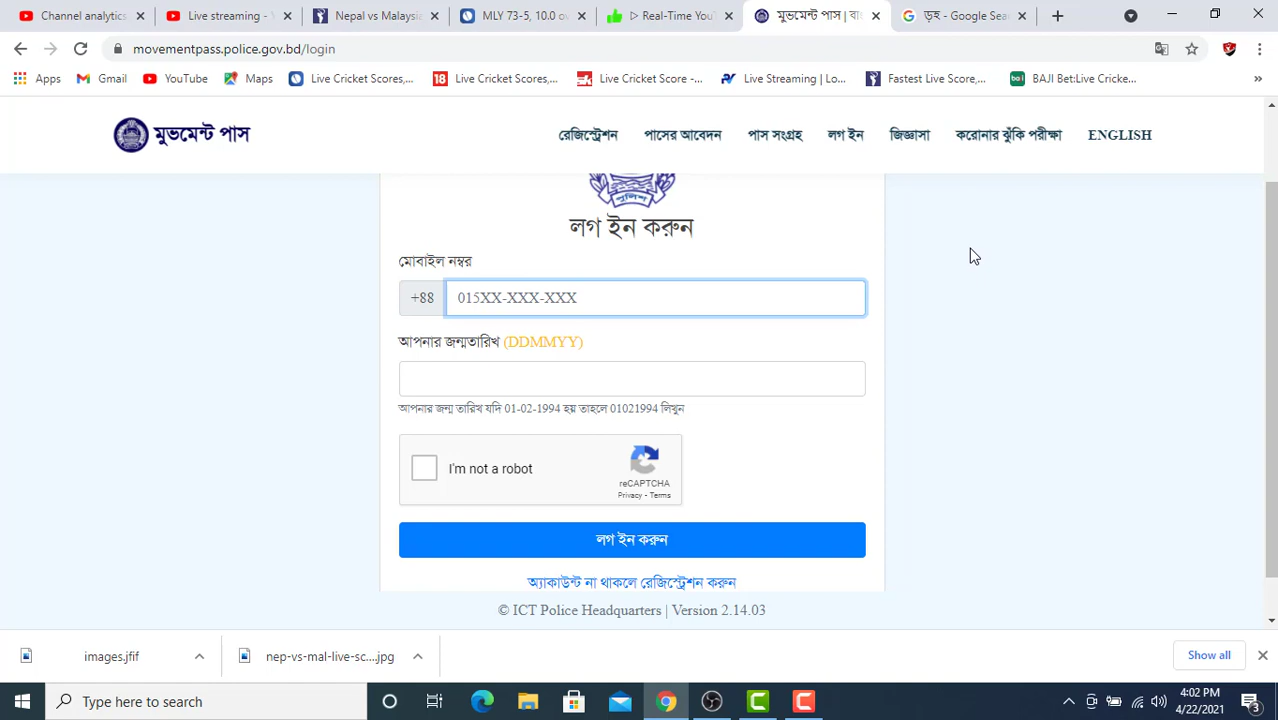 Channel analytics
Live streaming - Y
Nepal vs Malaysia
MLY 73-5, 10.0 ov
▷ Real-Time You
মুভমেন্ট পাস | বাং
ড়হ - Google Sea
movementpass.police.gov.bd/login
Apps
Gmail
YouTube
Maps
Live Cricket Scores,...
Live Cricket Scores,...
Live Cricket Score -...
Live Streaming | Lo...
Fastest Live Score,...
BAJI Bet:Live Cricke...
»
মুভমেন্ট পাস
রেজিস্ট্রেশন
পাসের আবেদন
পাস সংগ্রহ
লগ ইন
জিজ্ঞাসা
করোনার ঝুঁকি পরীক্ষা
ENGLISH
পুলিশ
লগ ইন করুন
মোবাইল নম্বর
+88 015XX-XXX-XXX
আপনার জন্মতারিখ (DDMMYY)
আপনার জন্ম তারিখ যদি 01-02-1994 হয় তাহলে 01021994 লিখুন
I'm not a robot
reCAPTCHA
Privacy - Terms
লগ ইন করুন
অ্যাকাউন্ট না থাকলে রেজিস্ট্রেশন করুন
© ICT Police Headquarters | Version 2.14.03
images.jfif
nep-vs-mal-live-sc....jpg
Show all
Type here to search
4:02 PM
4/22/2021
3